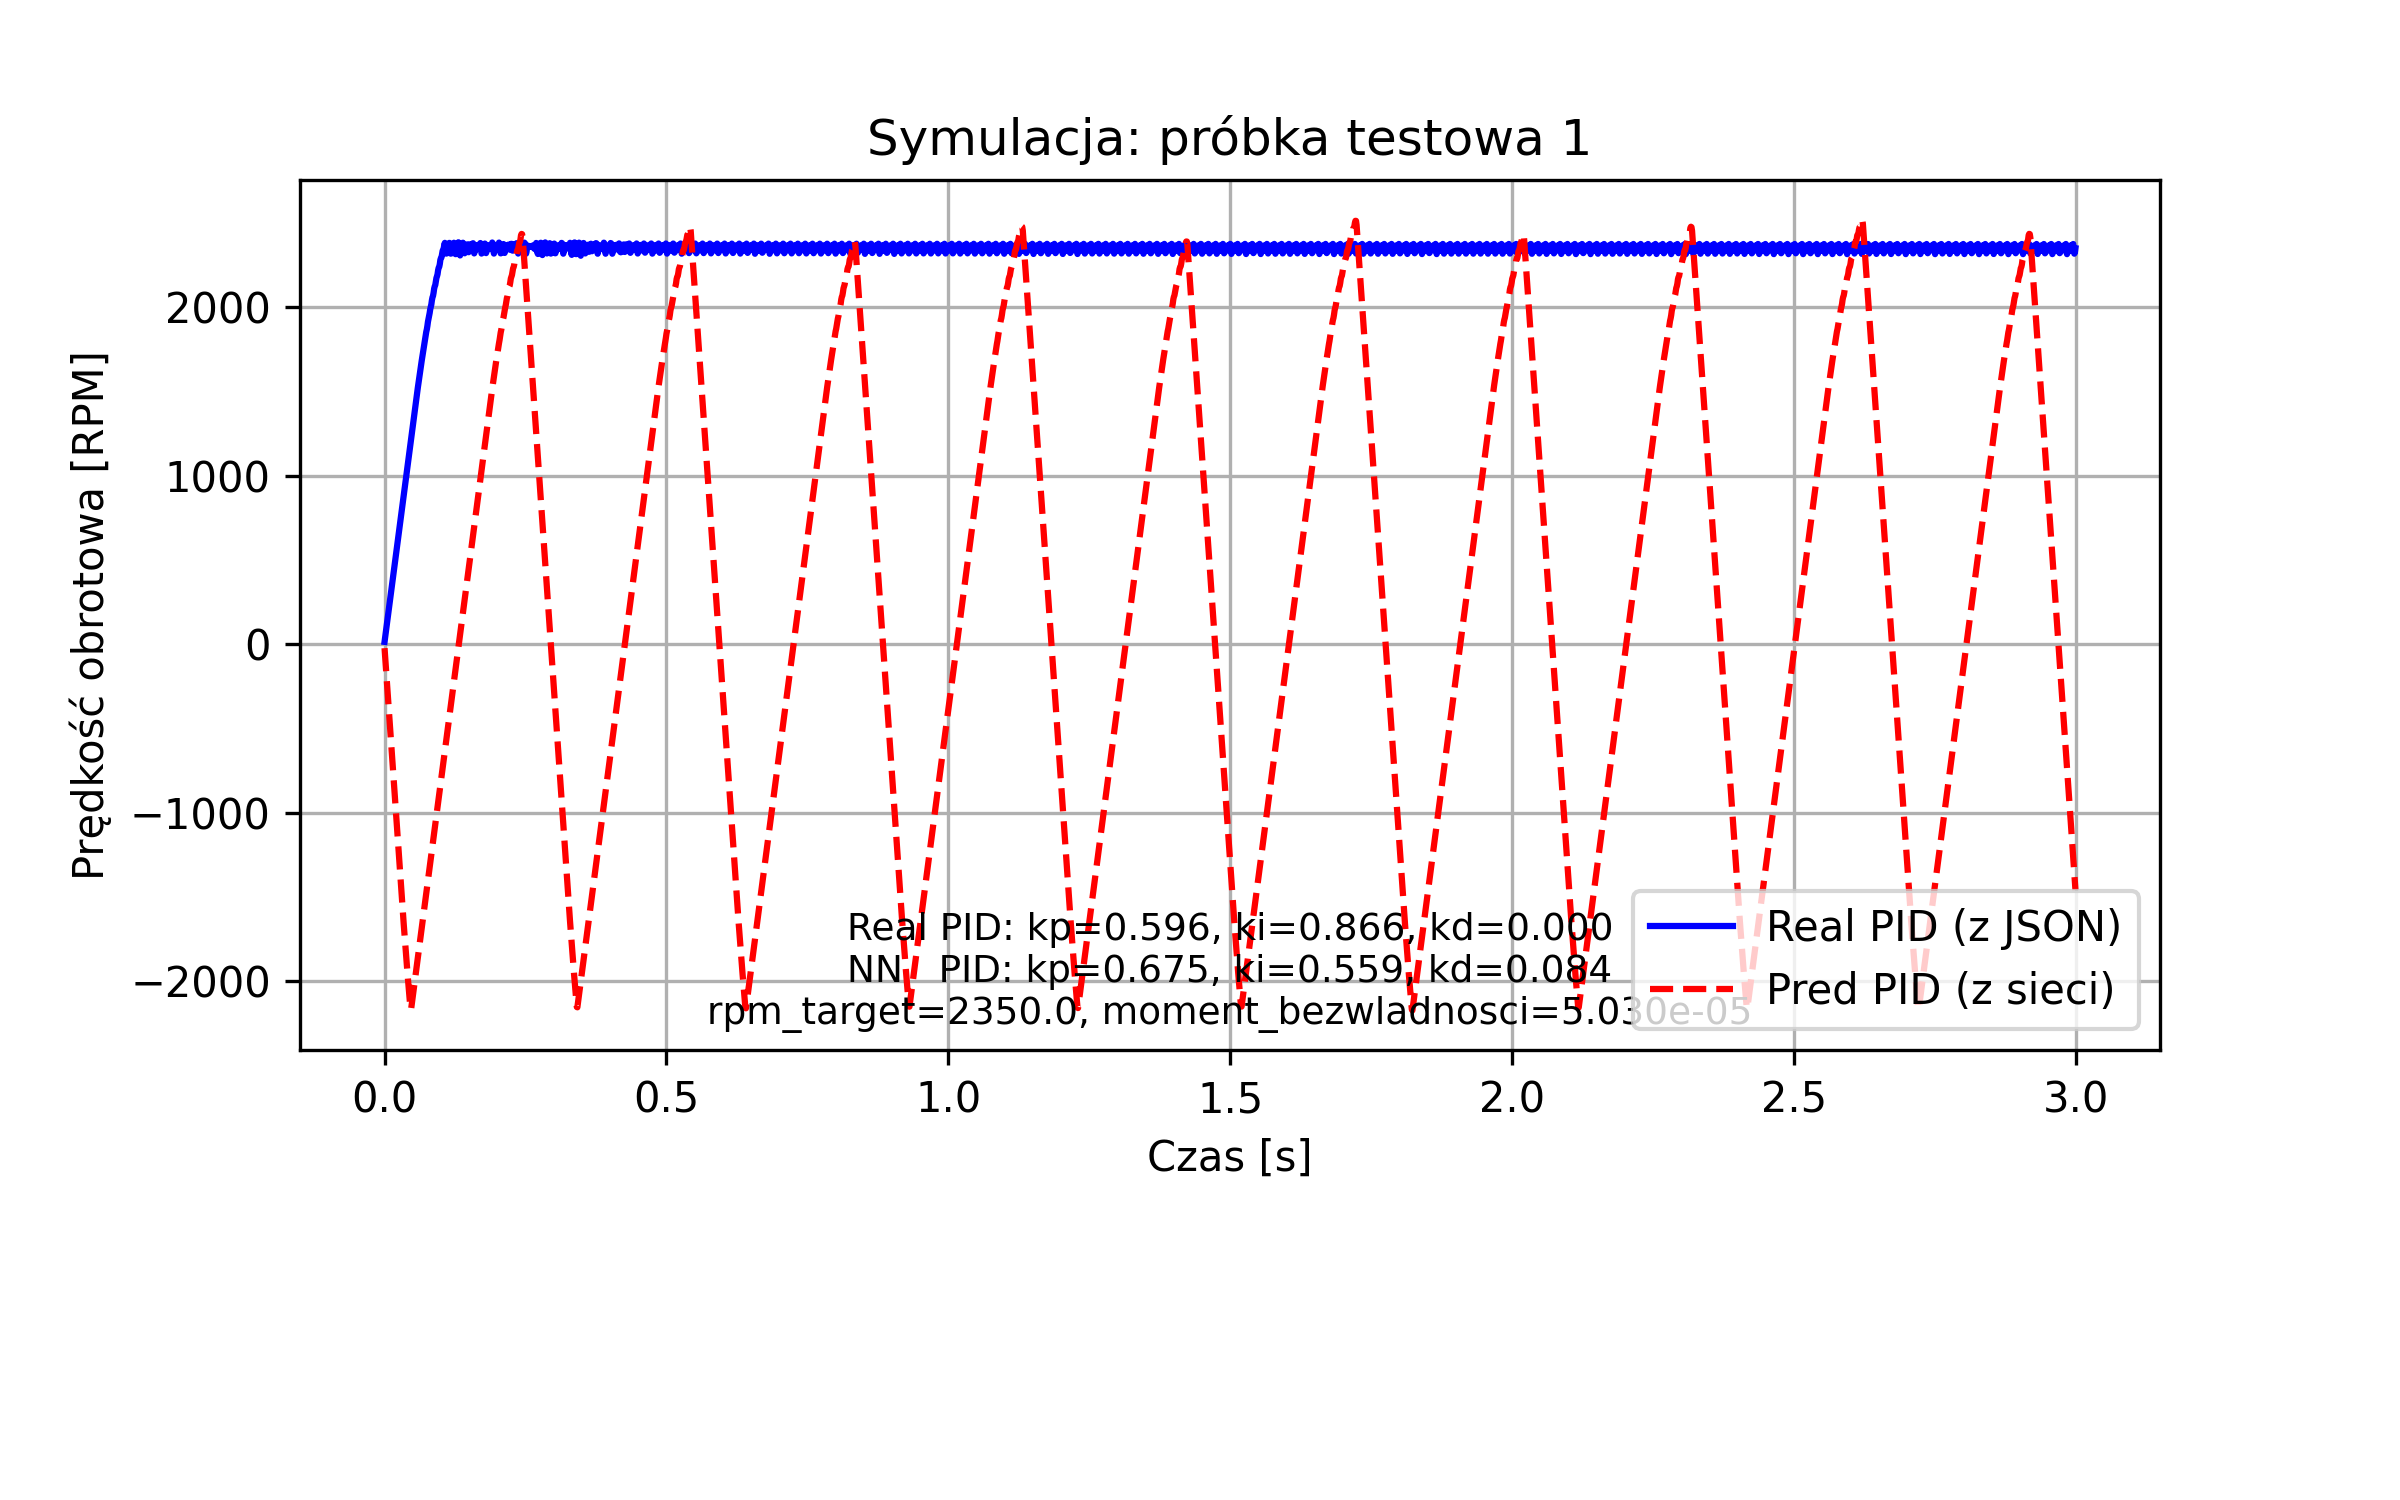 Symulacja: próbka testowa 1
Prędkość obrotowa [RPM]
2000
1000
0
−1000
−2000
Real PID: kp=0.596, ki=0.866, kd=0.000
NN   PID: kp=0.675, ki=0.559, kd=0.084
rpm_target=2350.0, moment_bezwladnosci=5.030e-05
Real PID (z JSON)
Pred PID (z sieci)
0.0 0.5 1.0 1.5 2.0 2.5 3.0
Czas [s]